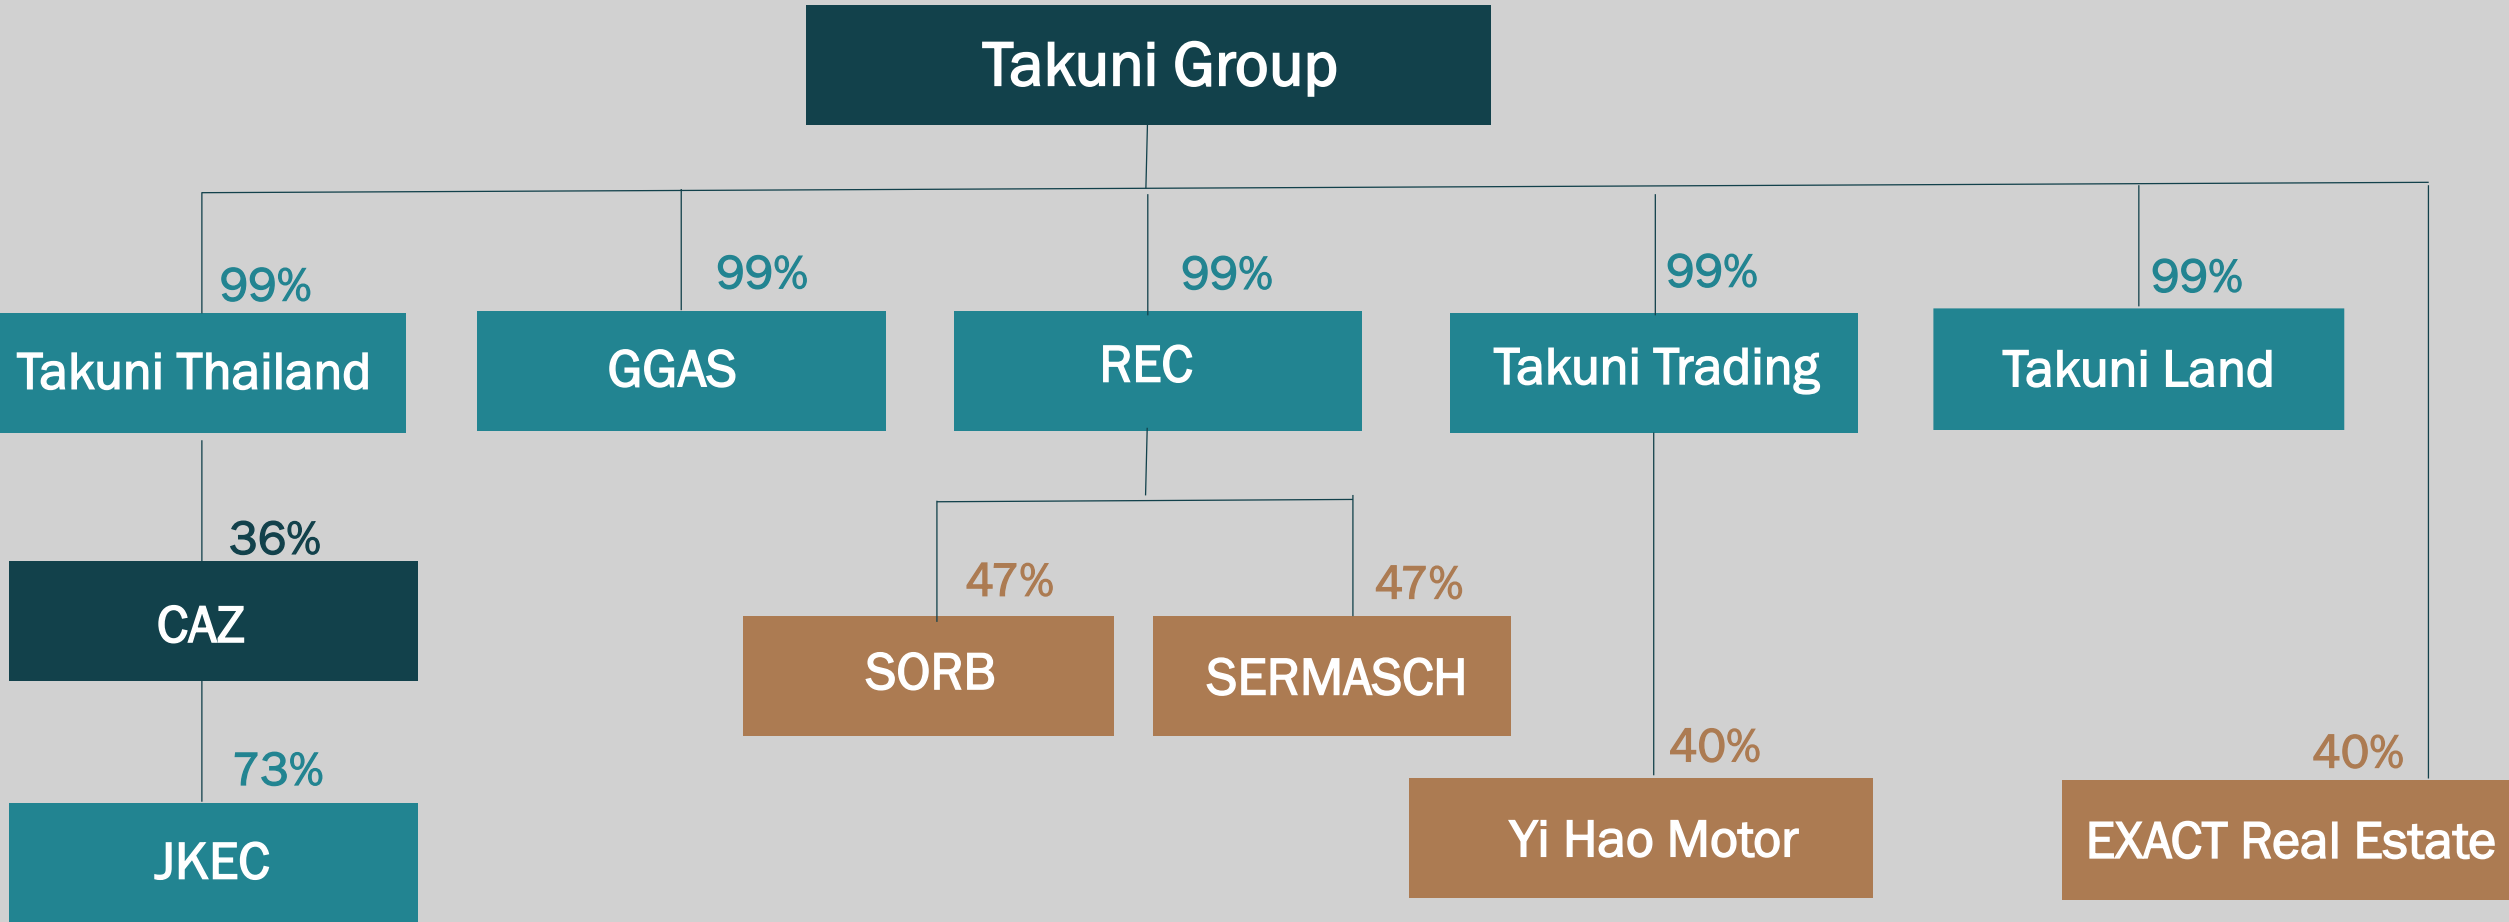 Takuni Group
99%
99%
99%
99%
99%
Takuni Thailand
GGAS
REC
Takuni Trading
Takuni Land
36%
47%
47%
CAZ
SORB
SERMASCH
73%
40%
40%
JKEC
Yi Hao Motor
EXACT Real Estate